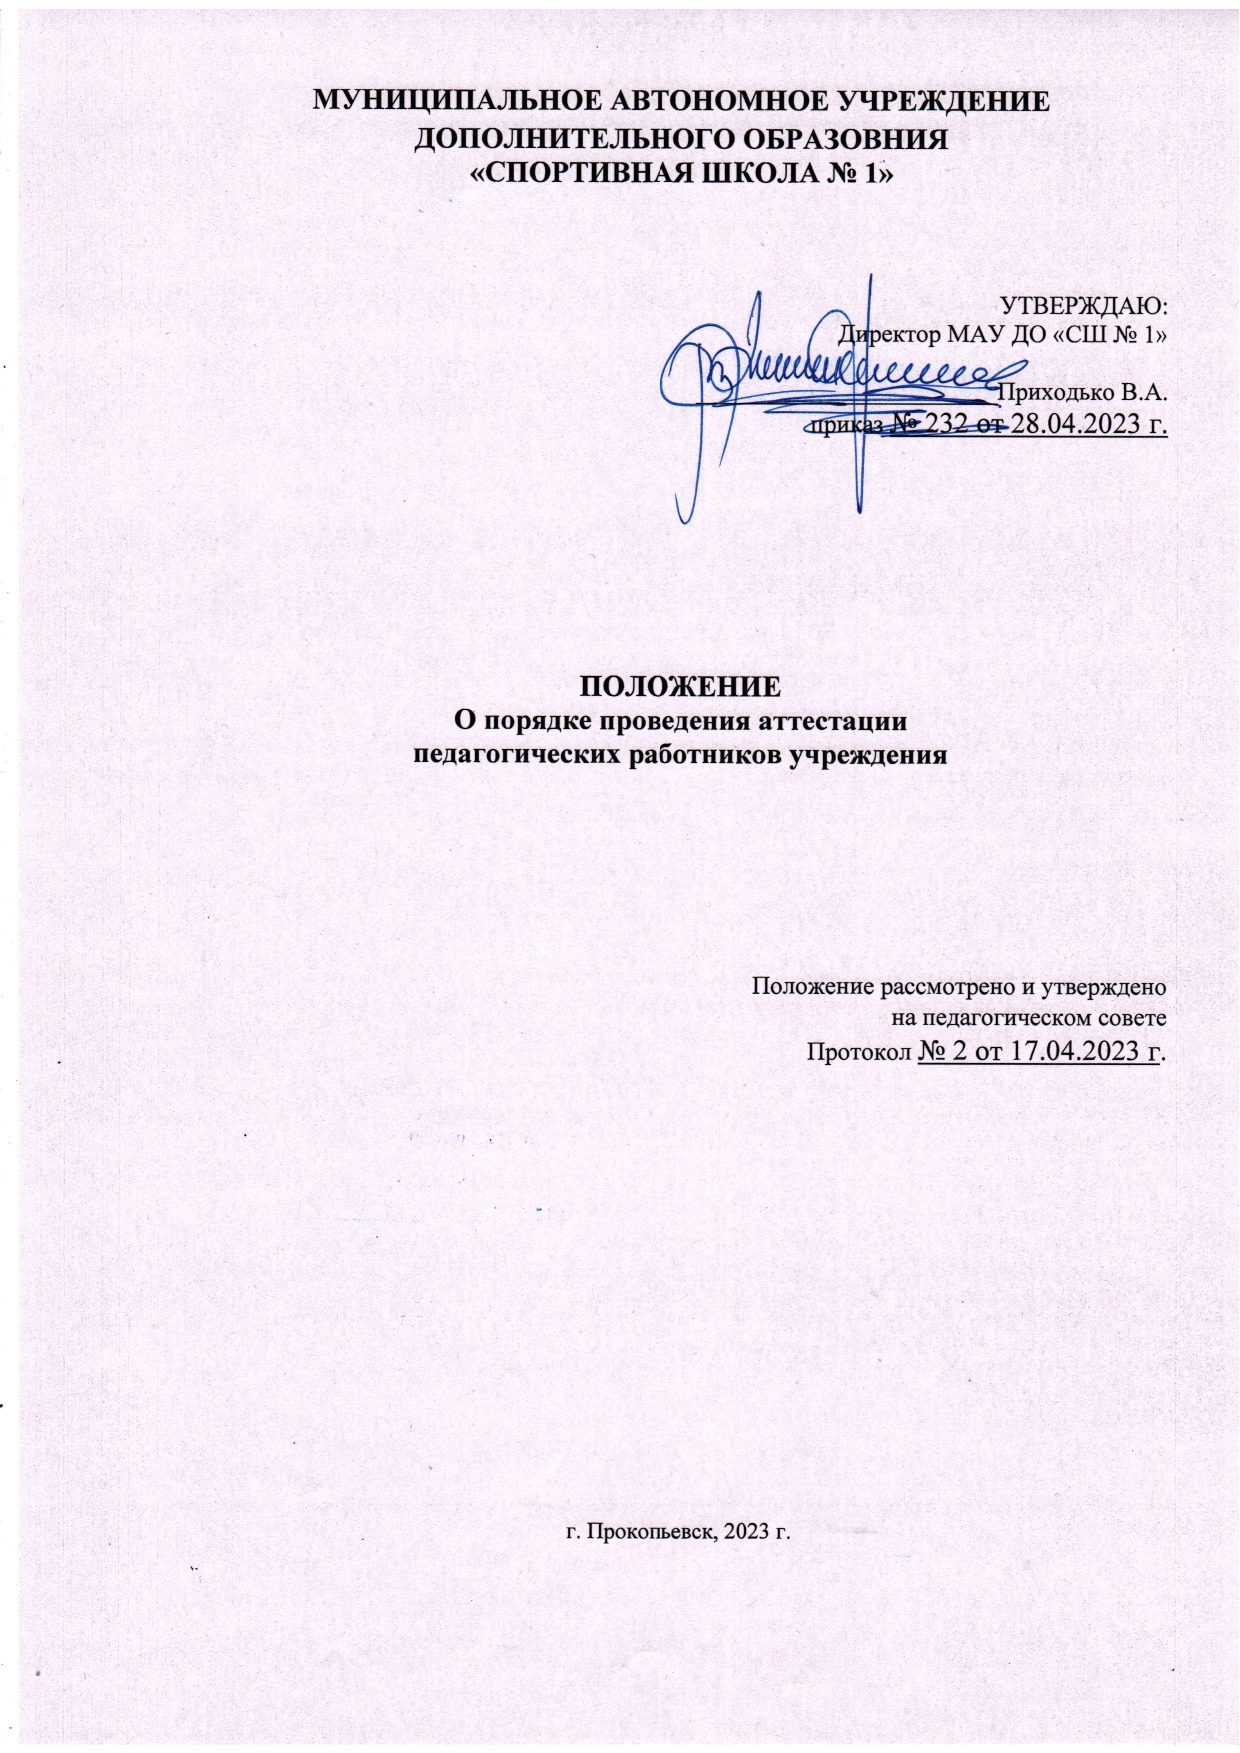 МУНИЦИПАЛЬНОЕ АВТОНОМНОЕ УЧРЕЖДЕНИЕ
ДОПОЛНИТЕЛЬНОГО ОБРАЗОВНИЯ
«СПОРТИВНАЯ ШКОЛА № 1»
УТВЕРЖДАЮ:
Директор МАУ ДО «СШ № 1»
Приходько В.А.
приказ № 232 от 28.04.2023 г.
ПОЛОЖЕНИЕ
О порядке проведения аттестации
педагогических работников учреждения
Положение рассмотрено и утверждено
на педагогическом совете
Протокол № 2 от 17.04.2023 г.
г. Прокопьевск, 2023 г.